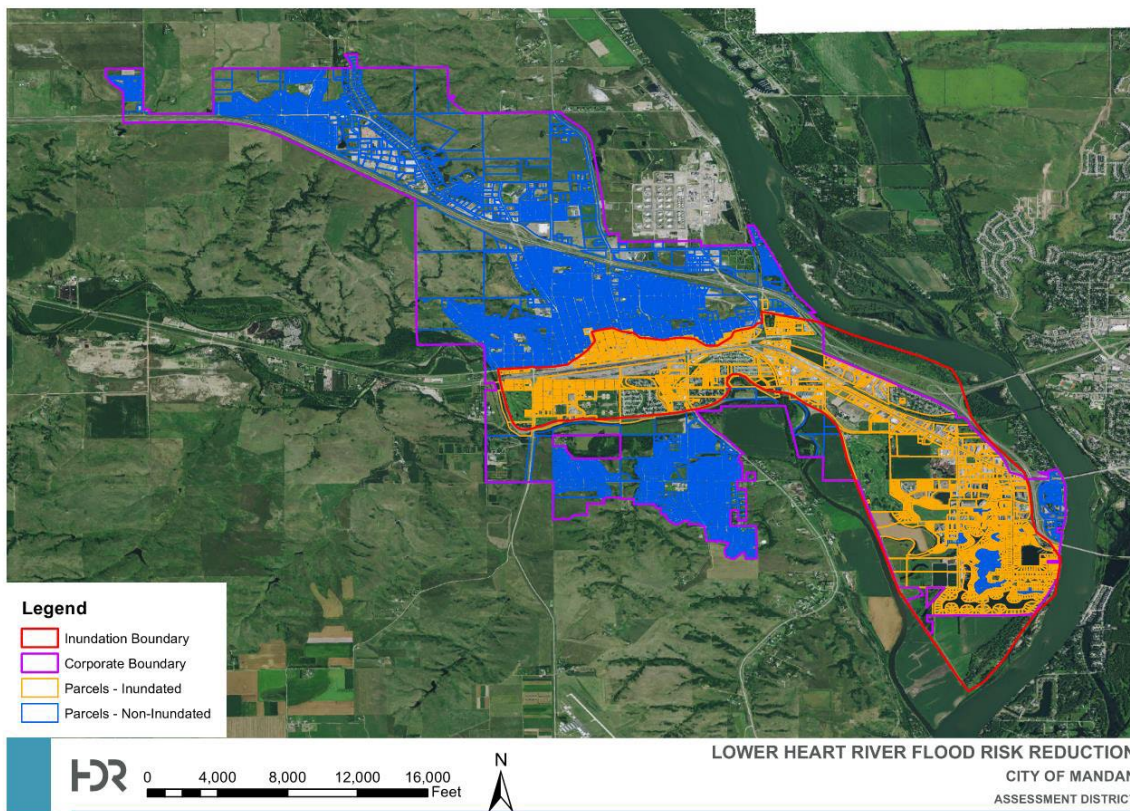 Legend
Inundation Boundary
Corporate Boundary
Parcels - Inundated
Parcels - Non-Inundated
HDR
0 4,000 8,000 12,000 16,000
Feet
N
LOWER HEART RIVER FLOOD RISK REDUCTION
CITY OF MANDAN
ASSESSMENT DISTRICT